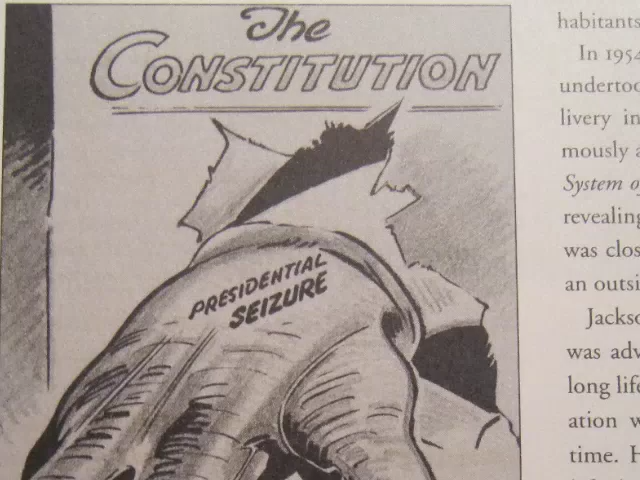 The
CONSTITUTION
PRESIDENTIAL
SEIZURE
habitants
In 1954
undertoo
livery in
mously a
System of
revealing
was clos
an outsi
Jackso
was adv
long life
ation w
time. H